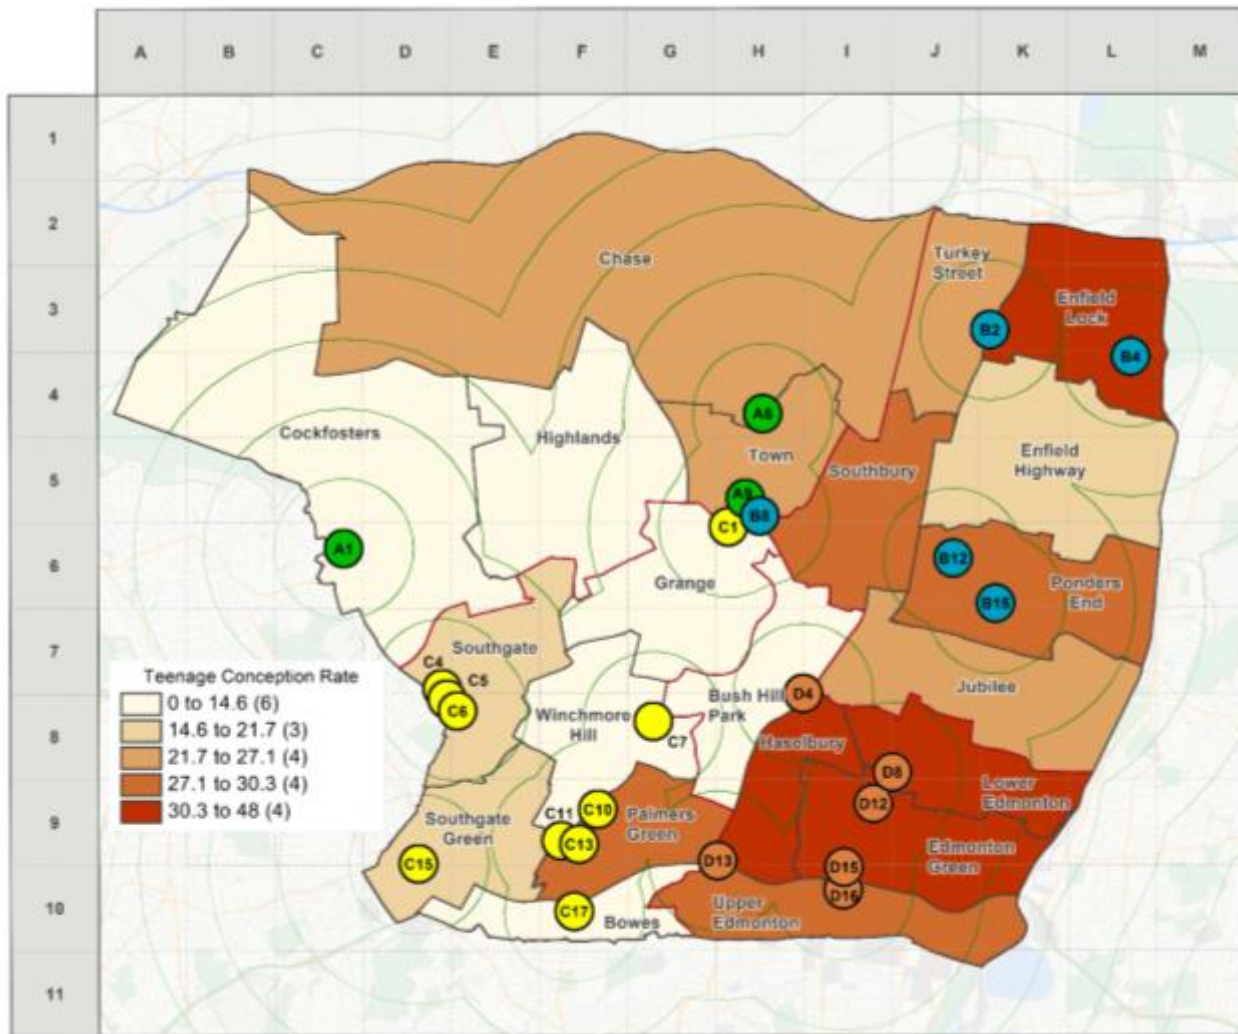 A B C D E F G H I J K L M
1
2
3
4
5
6
7
8
9
10
11
Chase
Turkey
Street
Enfield
Lock
B2
B4
A6
Cockfosters
Highlands
Town
Southbury
Enfield
Highway
A9
B8
C1
A1
B12
B15
Grange
Ponders
End
Southgate
C4
C5
C6
Bush Hill
Park
D4
Jubilee
Winchmore
Hill
C7
Haselbury
D8
D12
Lower
Edmonton
Teenage Conception Rate
0 to 14.6 (6)
14.6 to 21.7 (3)
21.7 to 27.1 (4)
27.1 to 30.3 (4)
30.3 to 48 (4)
Southgate
Green
C11
C10
C13
Palmers
Green
Edmonton
Green
C15
D13
D15
D16
C17
Bowes
Upper
Edmonton